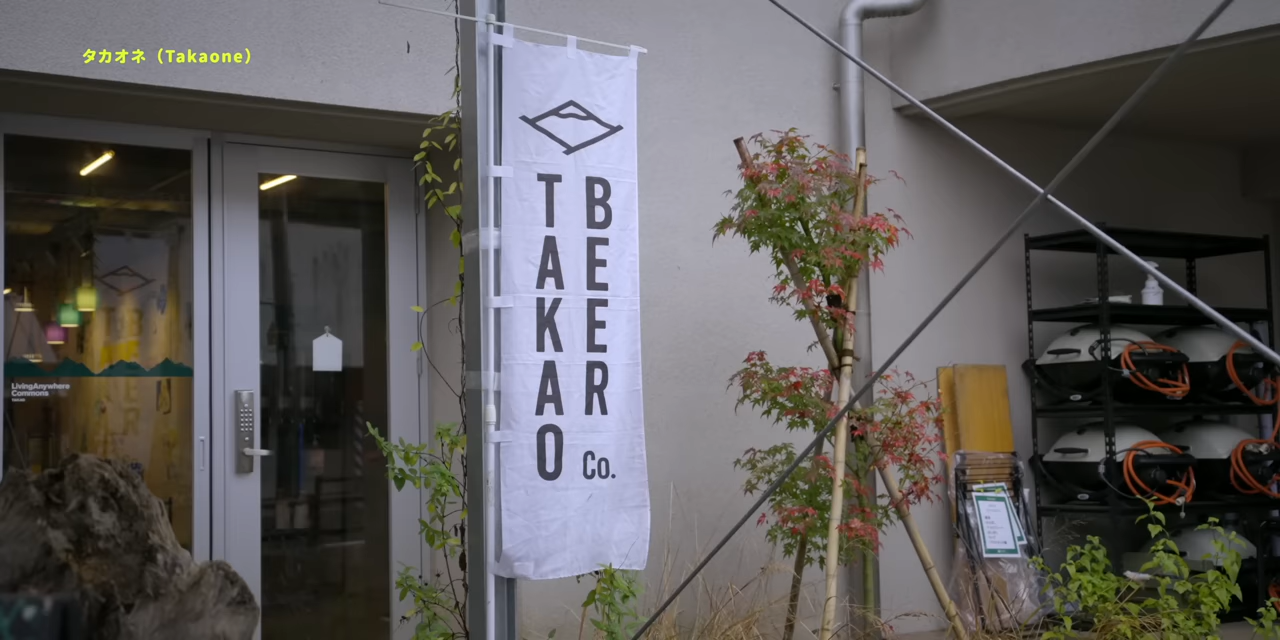 タカオネ（Takaone）
TAKAO
BEER Co.
LivingAnywhere
Commons